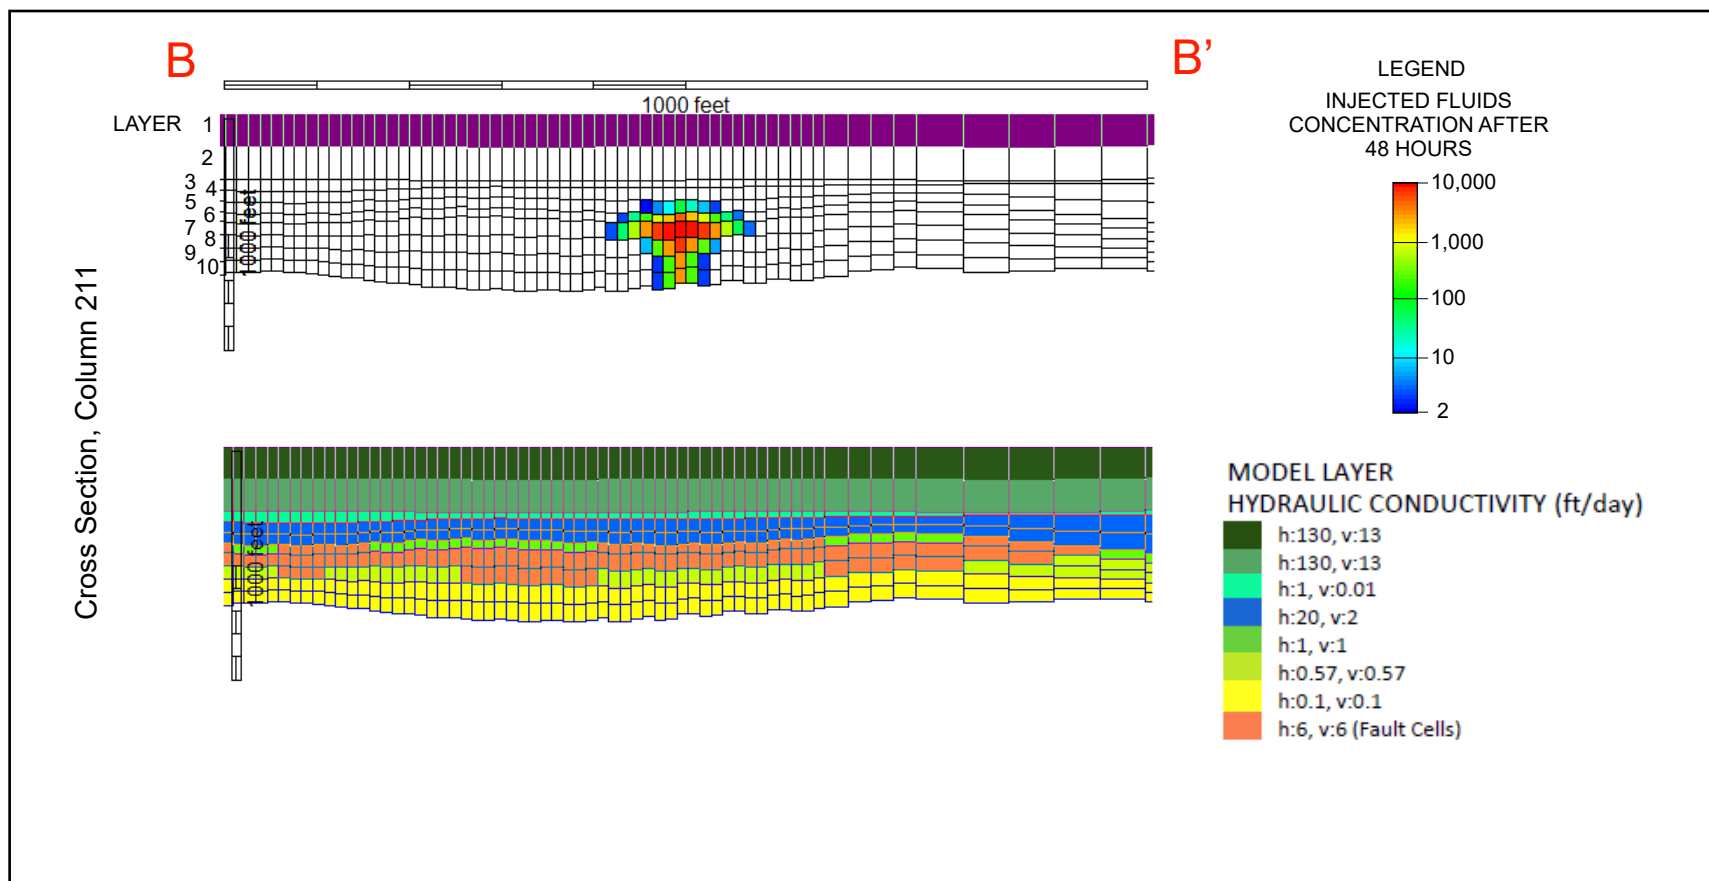 B
B’
1000 feet
LAYER 1
2
3
4
5
6
7
8
9
10
1000 feet
Cross Section, Column 211
1000 feet
LEGEND
INJECTED FLUIDS
CONCENTRATION AFTER
48 HOURS
10,000
1,000
100
10
2
MODEL LAYER
HYDRAULIC CONDUCTIVITY (ft/day)
h:130, v:13
h:130, v:13
h:1, v:0.01
h:20, v:2
h:1, v:1
h:0.57, v:0.57
h:0.1, v:0.1
h:6, v:6 (Fault Cells)